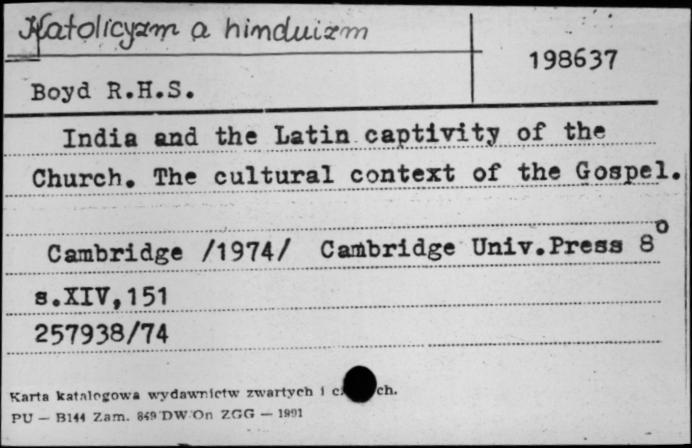 Katolicyzm a hinduizm
198637
Boyd R.H.S.
India and the Latin captivity of the
Church. The cultural context of the Gospel.
Cambridge /1974/ Cambridge Univ.Press 8°
s.XIV,151
257938/74
Karta katalogowa wydawnictw zwartych i ch.
PU — B144 Zam. 849 DW On ZGG — 1991